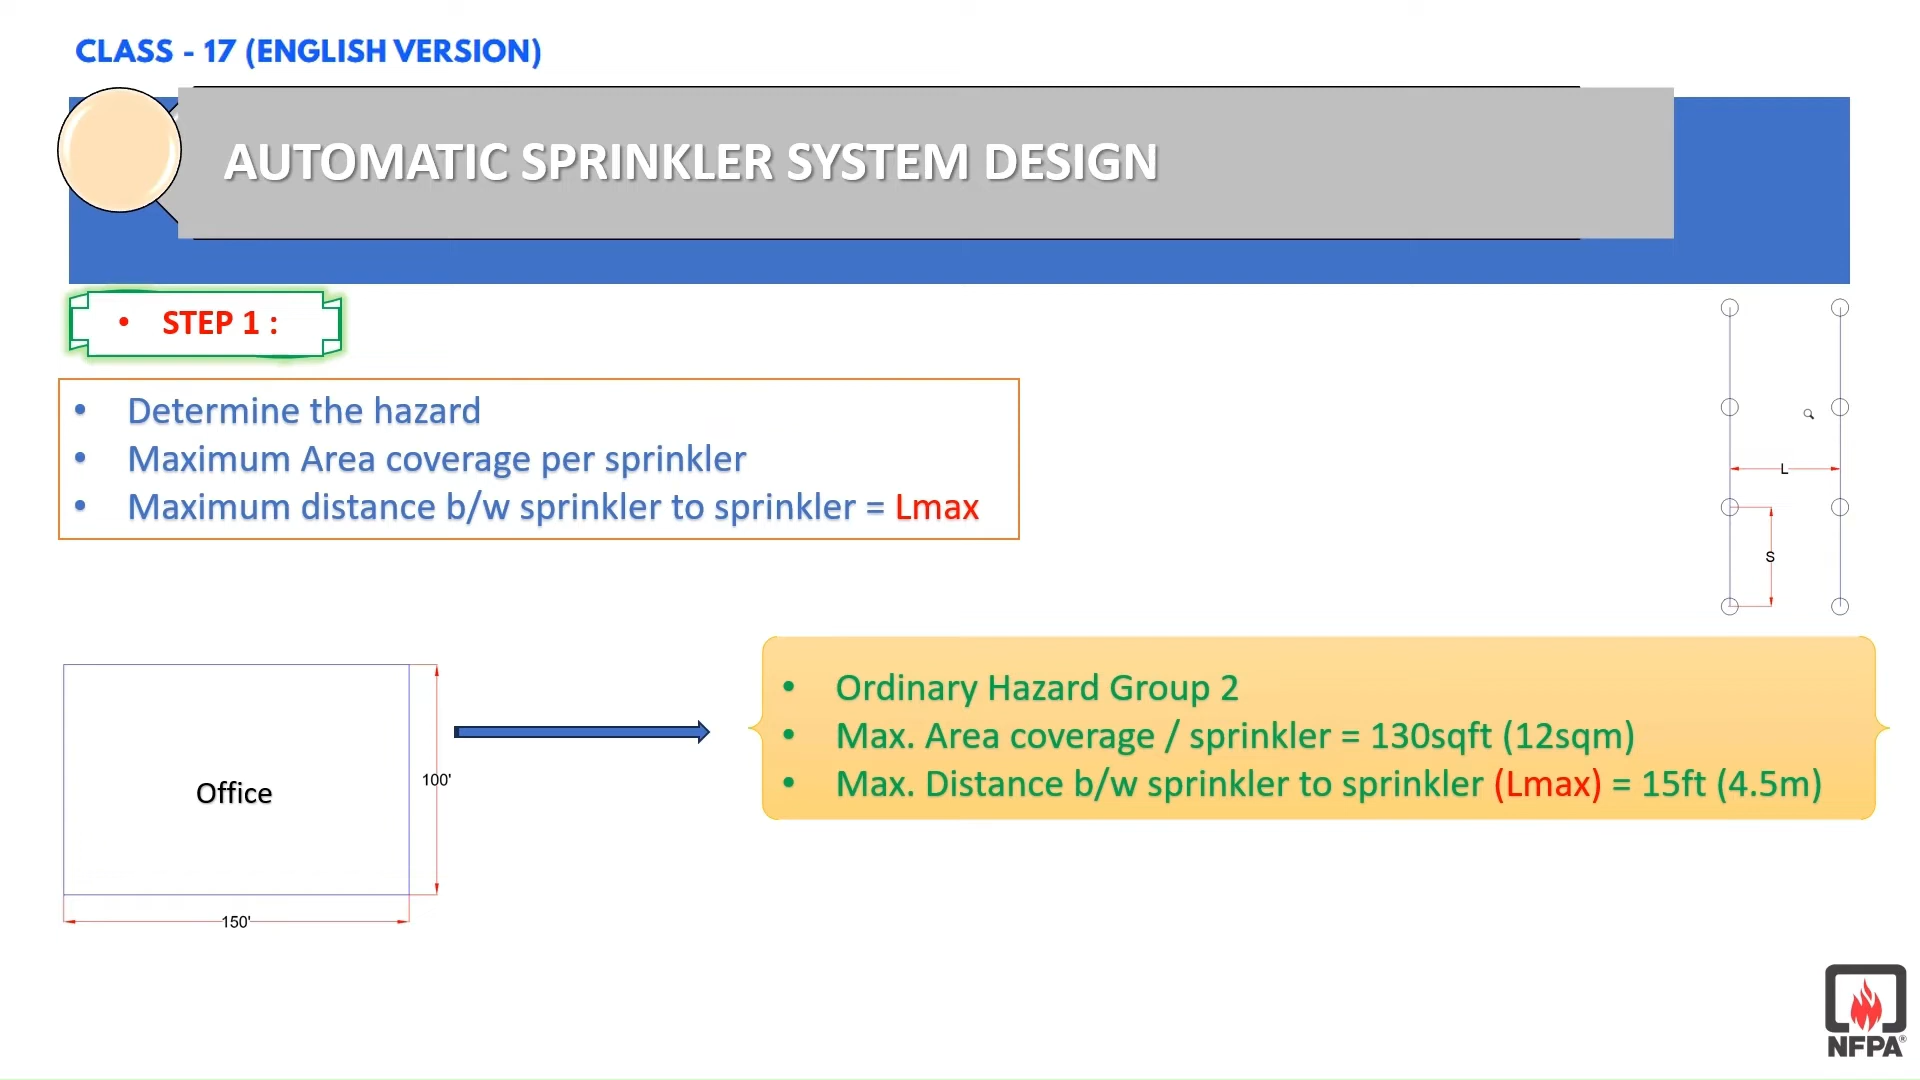 CLASS - 17 (ENGLISH VERSION)
AUTOMATIC SPRINKLER SYSTEM DESIGN
• STEP 1 :
• Determine the hazard
• Maximum Area coverage per sprinkler
• Maximum distance b/w sprinkler to sprinkler = Lmax
L
S
Office
100'
150'
• Ordinary Hazard Group 2
• Max. Area coverage / sprinkler = 130sqft (12sqm)
• Max. Distance b/w sprinkler to sprinkler (Lmax) = 15ft (4.5m)
NFPA®